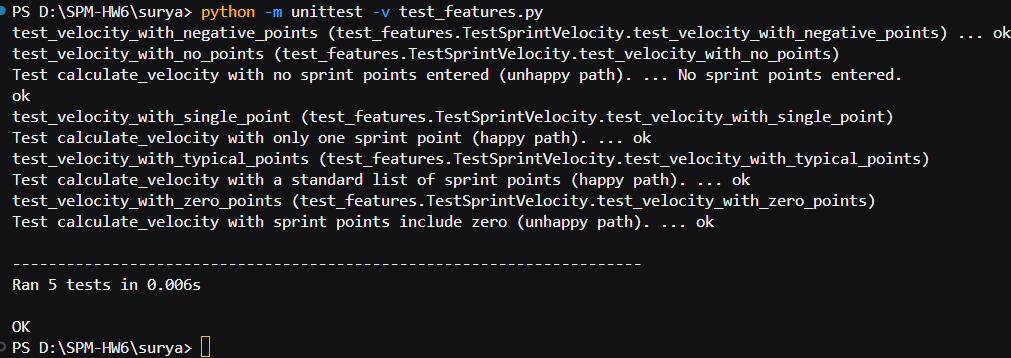 PS D:\SPM-HW6\surya> python -m unittest -v test_features.py
test_velocity_with_negative_points (test_features.TestSprintVelocity.test_velocity_with_negative_points) ... ok
test_velocity_with_no_points (test_features.TestSprintVelocity.test_velocity_with_no_points)
Test calculate_velocity with no sprint points entered (unhappy path). ... No sprint points entered.
ok
test_velocity_with_single_point (test_features.TestSprintVelocity.test_velocity_with_single_point)
Test calculate_velocity with only one sprint point (happy path). ... ok
test_velocity_with_typical_points (test_features.TestSprintVelocity.test_velocity_with_typical_points)
Test calculate_velocity with a standard list of sprint points (happy path). ... ok
test_velocity_with_zero_points (test_features.TestSprintVelocity.test_velocity_with_zero_points)
Test calculate_velocity with sprint points include zero (unhappy path). ... ok
----------------------------------------------------------------------
Ran 5 tests in 0.006s
OK
PS D:\SPM-HW6\surya>